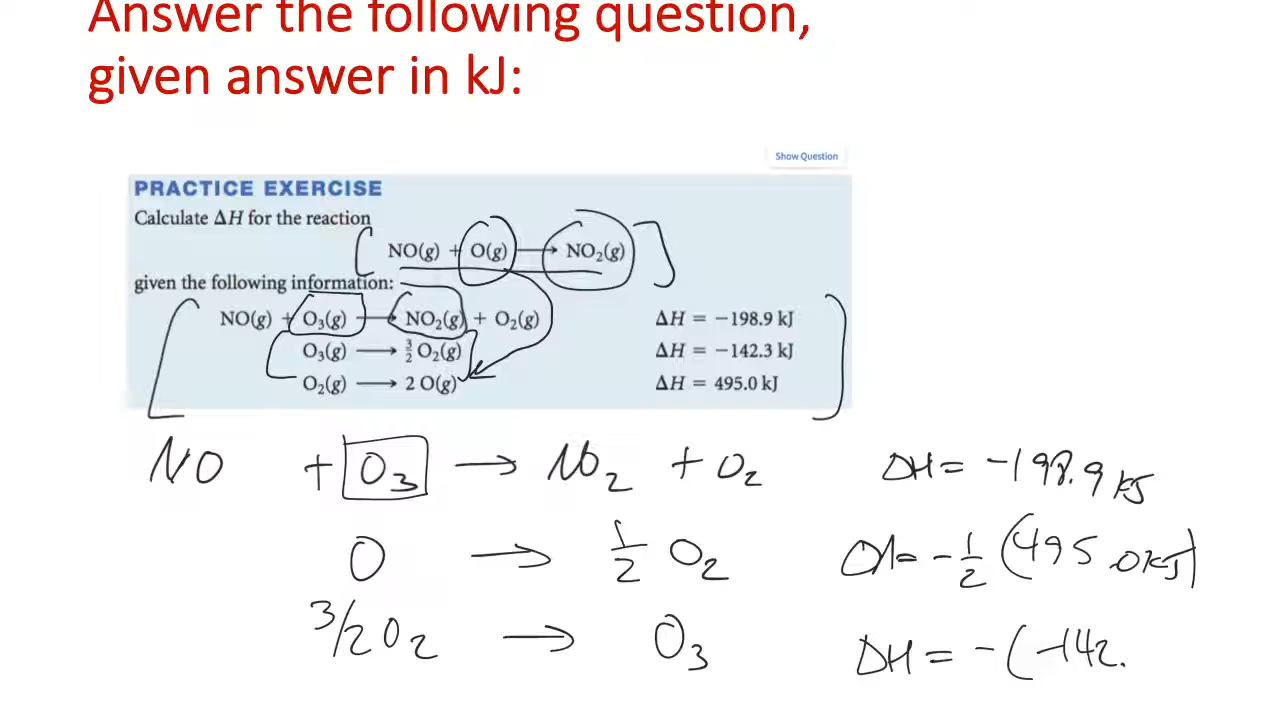 Answer the following question,
given answer in kJ:
Show Question
PRACTICE EXERCISE
Calculate ΔH for the reaction
NO(g) + O(g) ⟶ NO₂(g)
given the following information:
NO(g) + O₃(g) ⟶ NO₂(g) + O₂(g) ΔH = −198.9 kJ
O₃(g) ⟶ 3/2 O₂(g) ΔH = −142.3 kJ
O₂(g) ⟶ 2 O(g) ΔH = 495.0 kJ
NO + O₃ → NO₂ + O₂ ΔH = -198.9 kJ
O → 1/2 O₂ ΔH = -1/2 (495.0 kJ)
3/2 O₂ → O₃ ΔH = -(-142.